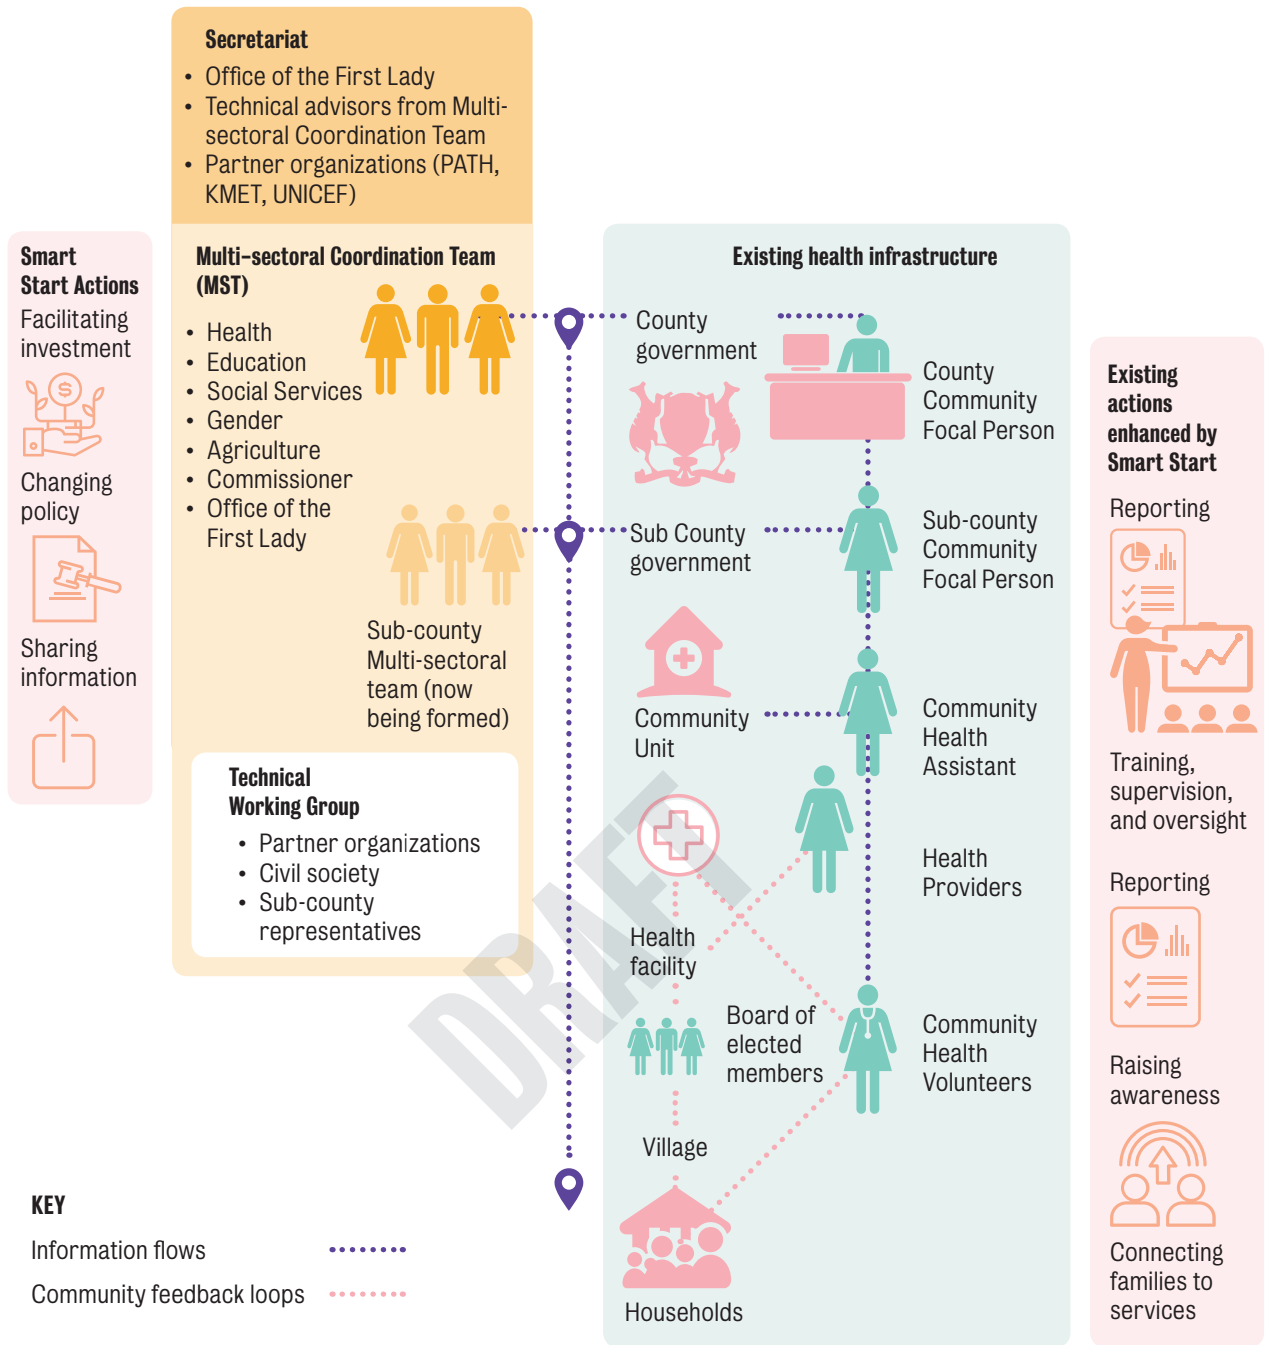 Secretariat
• Office of the First Lady
• Technical advisors from Multi-
sectoral Coordination Team
• Partner organizations (PATH,
KMET, UNICEF)
Smart
Start Actions
Facilitating
investment
$
Changing
policy
Sharing
information
Multi-sectoral Coordination Team
(MST)
• Health
• Education
• Social Services
• Gender
• Agriculture
• Commissioner
• Office of the
First Lady
Sub-county
Multi-sectoral
team (now
being formed)
Technical
Working Group
• Partner organizations
• Civil society
• Sub-county
representatives
Existing health infrastructure
County
government
County
Community
Focal Person
Sub County
government
Sub-county
Community
Focal Person
Community
Unit
Community
Health
Assistant
Health
Providers
Health
facility
Board of
elected
members
Community
Health
Volunteers
Village
Households
Existing
actions
enhanced by
Smart Start
Reporting
Training,
supervision,
and oversight
Reporting
Raising
awareness
Connecting
families to
services
DRAFT
KEY
Information flows
Community feedback loops